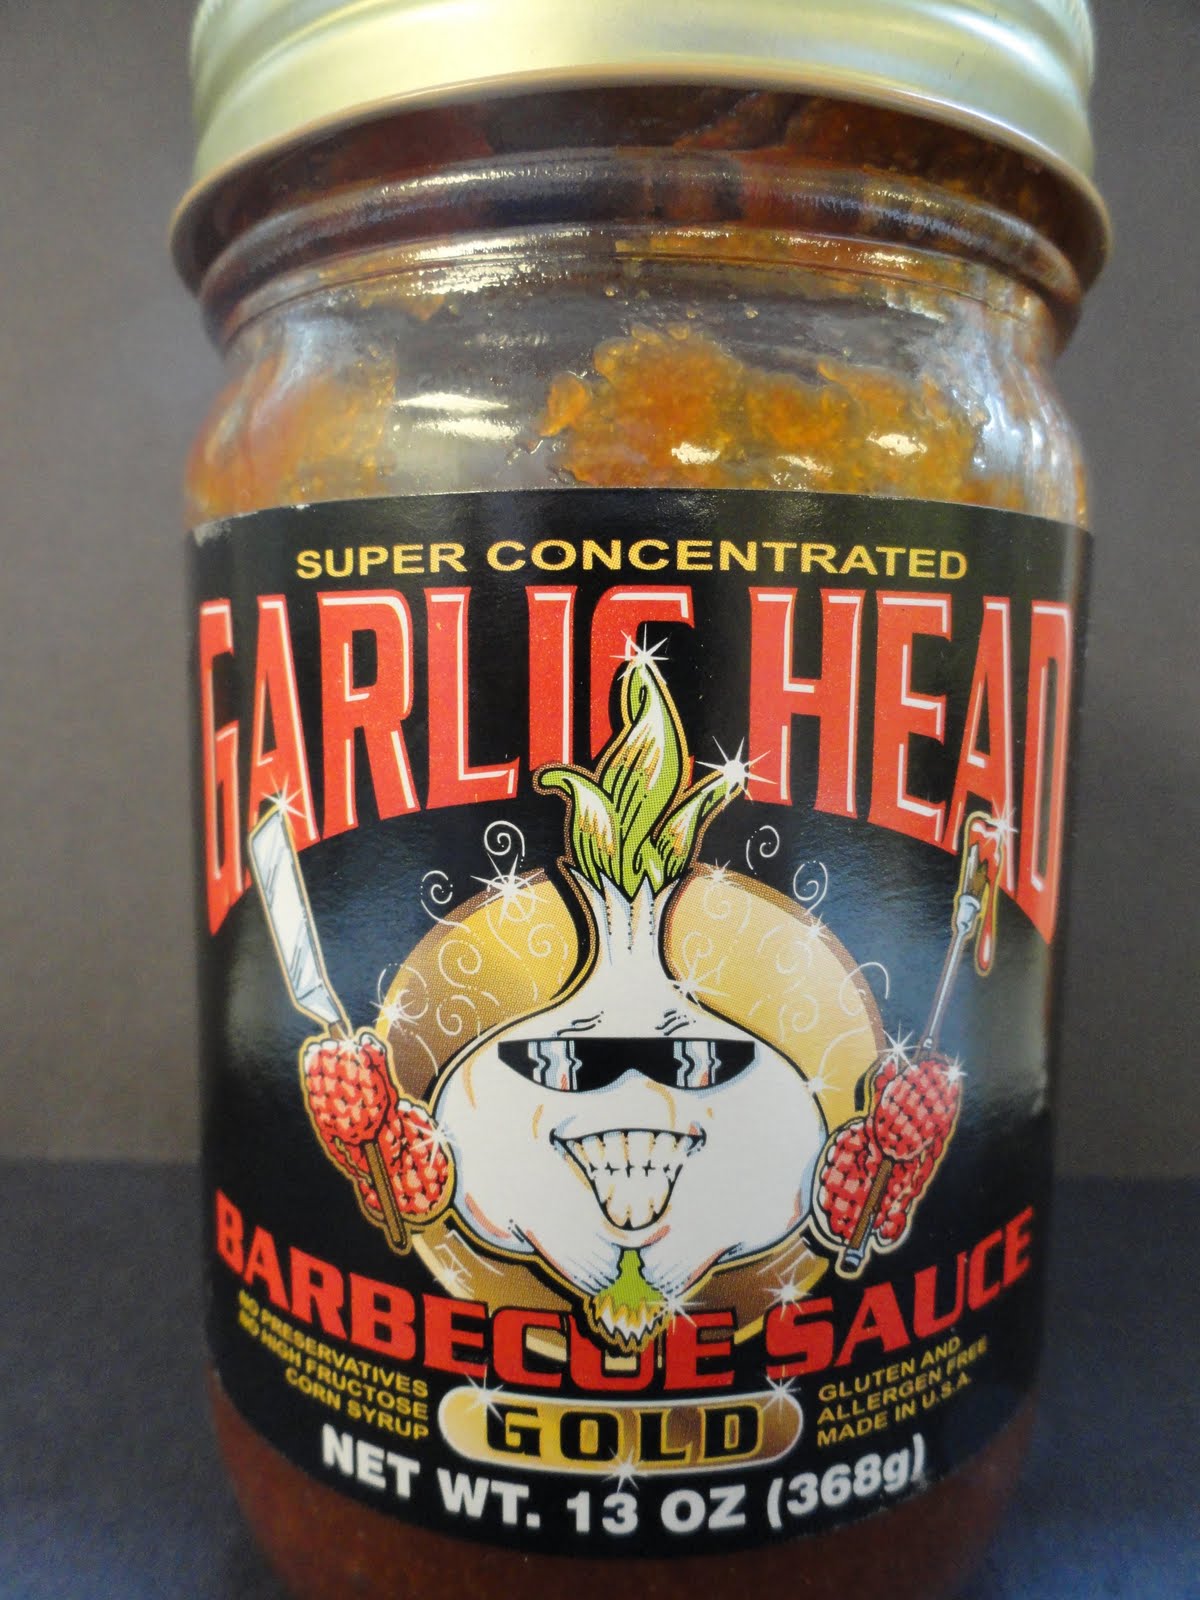 SUPER CONCENTRATED
GARLIC HEAD
BARBECUE SAUCE
NO PRESERVATIVES
NO HIGH FRUCTOSE
CORN SYRUP
GOLD
GLUTEN AND
ALLERGEN FREE
MADE IN U.S.A.
NET WT. 13 OZ (368g)